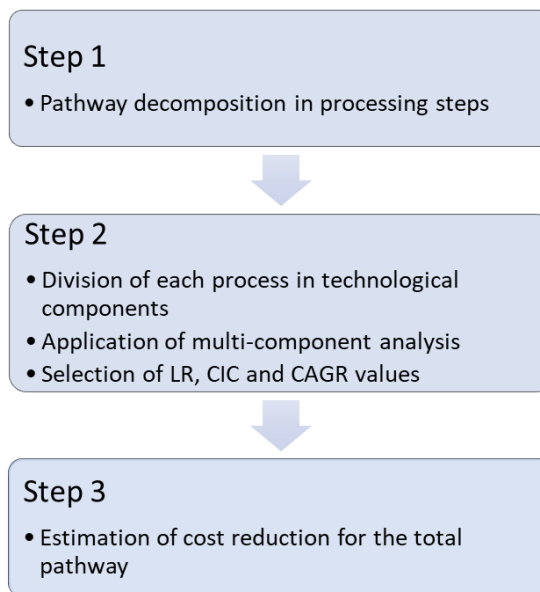 Step 1
• Pathway decomposition in processing steps
Step 2
• Division of each process in technological
components
• Application of multi-component analysis
• Selection of LR, CIC and CAGR values
Step 3
• Estimation of cost reduction for the total
pathway